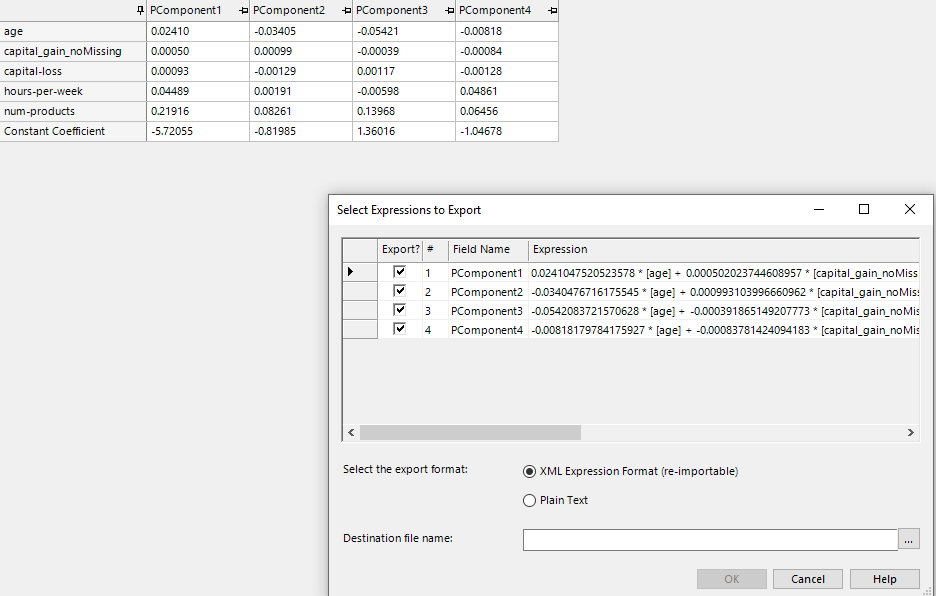 PComponent1 PComponent2 PComponent3 PComponent4
age 0.02410 -0.03405 -0.05421 -0.00818
capital_gain_noMissing 0.00050 0.00099 -0.00039 -0.00084
capital-loss 0.00093 -0.00129 0.00117 -0.00128
hours-per-week 0.04489 0.00191 -0.00598 0.04861
num-products 0.21916 0.08261 0.13968 0.06456
Constant Coefficient -5.72055 -0.81985 1.36016 -1.04678
Select Expressions to Export
Export? # Field Name Expression
1 PComponent1 0.0241047520523578 * [age] + 0.000502023744608957 * [capital_gain_noMiss
2 PComponent2 -0.0340476716175545 * [age] + 0.000993103996660962 * [capital_gain_noMiss
3 PComponent3 -0.0542083721570628 * [age] + -0.000391865149207773 * [capital_gain_noMis
4 PComponent4 -0.00818179784175927 * [age] + -0.00083781424094183 * [capital_gain_noMis
Select the export format:
XML Expression Format (re-importable)
Plain Text
Destination file name:
...
OK Cancel Help